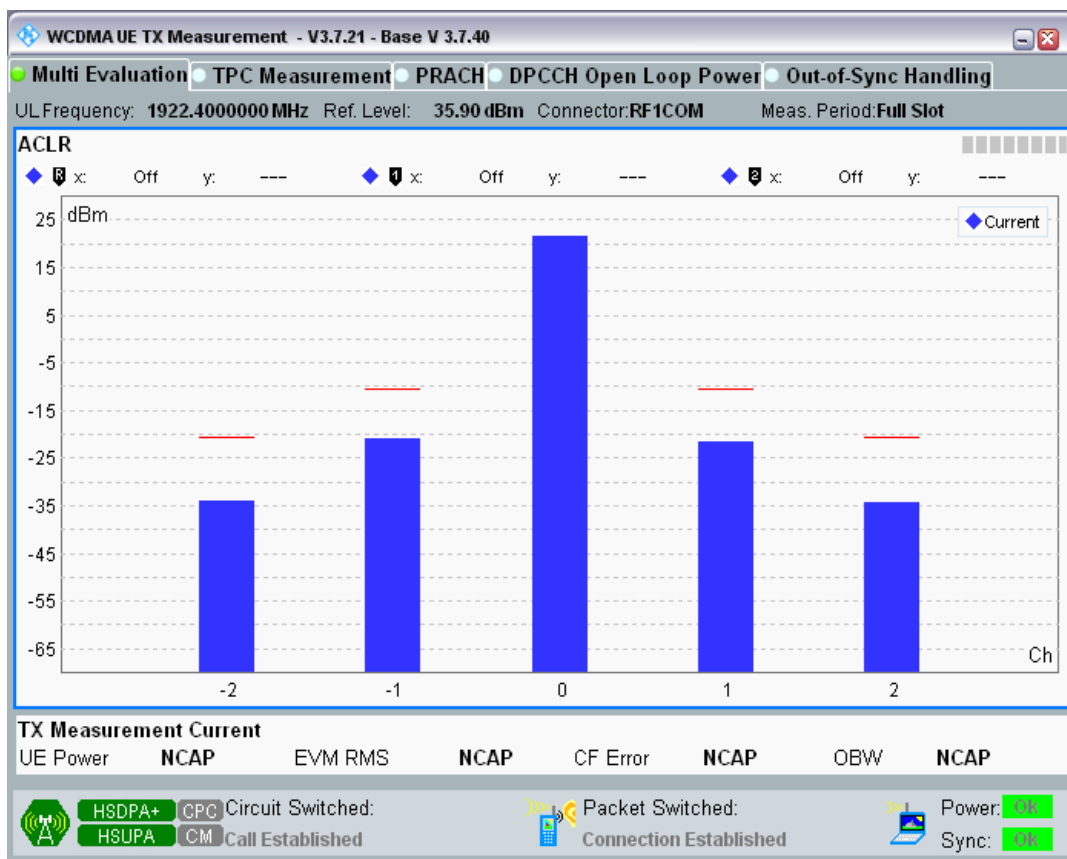 WCDMA UE TX Measurement - V3.7.21 - Base V 3.7.40
Multi Evaluation TPC Measurement PRACH DPCCH Open Loop Power Out-of-Sync Handling
UL Frequency: 1922.4000000 MHz Ref. Level: 35.90 dBm Connector:RF1COM Meas. Period:Full Slot
ACLR
R x: Off y: --- 1 x: Off y: --- 2 x: Off y: ---
dBm
Current
25
15
5
-5
-15
-25
-35
-45
-55
-65
Ch
-2 -1 0 1 2
TX Measurement Current
UE Power NCAP EVM RMS NCAP CF Error NCAP OBW NCAP
HSDPA+ CPC Circuit Switched: Packet Switched: Power: Ok
HSUPA CM Call Established Connection Established Sync: Ok